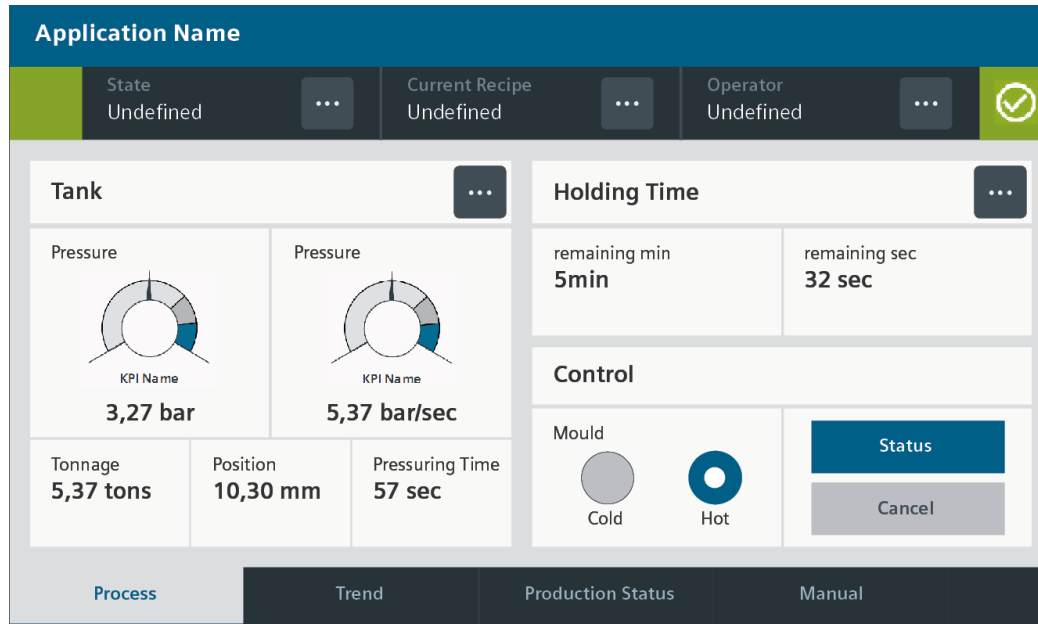 Application Name
State
Undefined
...
Current Recipe
Undefined
...
Operator
Undefined
...
Tank
...
Pressure
KPI Name
3,27 bar
Pressure
KPI Name
5,37 bar/sec
Tonnage
5,37 tons
Position
10,30 mm
Pressuring Time
57 sec
Holding Time
...
remaining min
5min
remaining sec
32 sec
Control
Mould
Cold
Hot
Status
Cancel
Process
Trend
Production Status
Manual